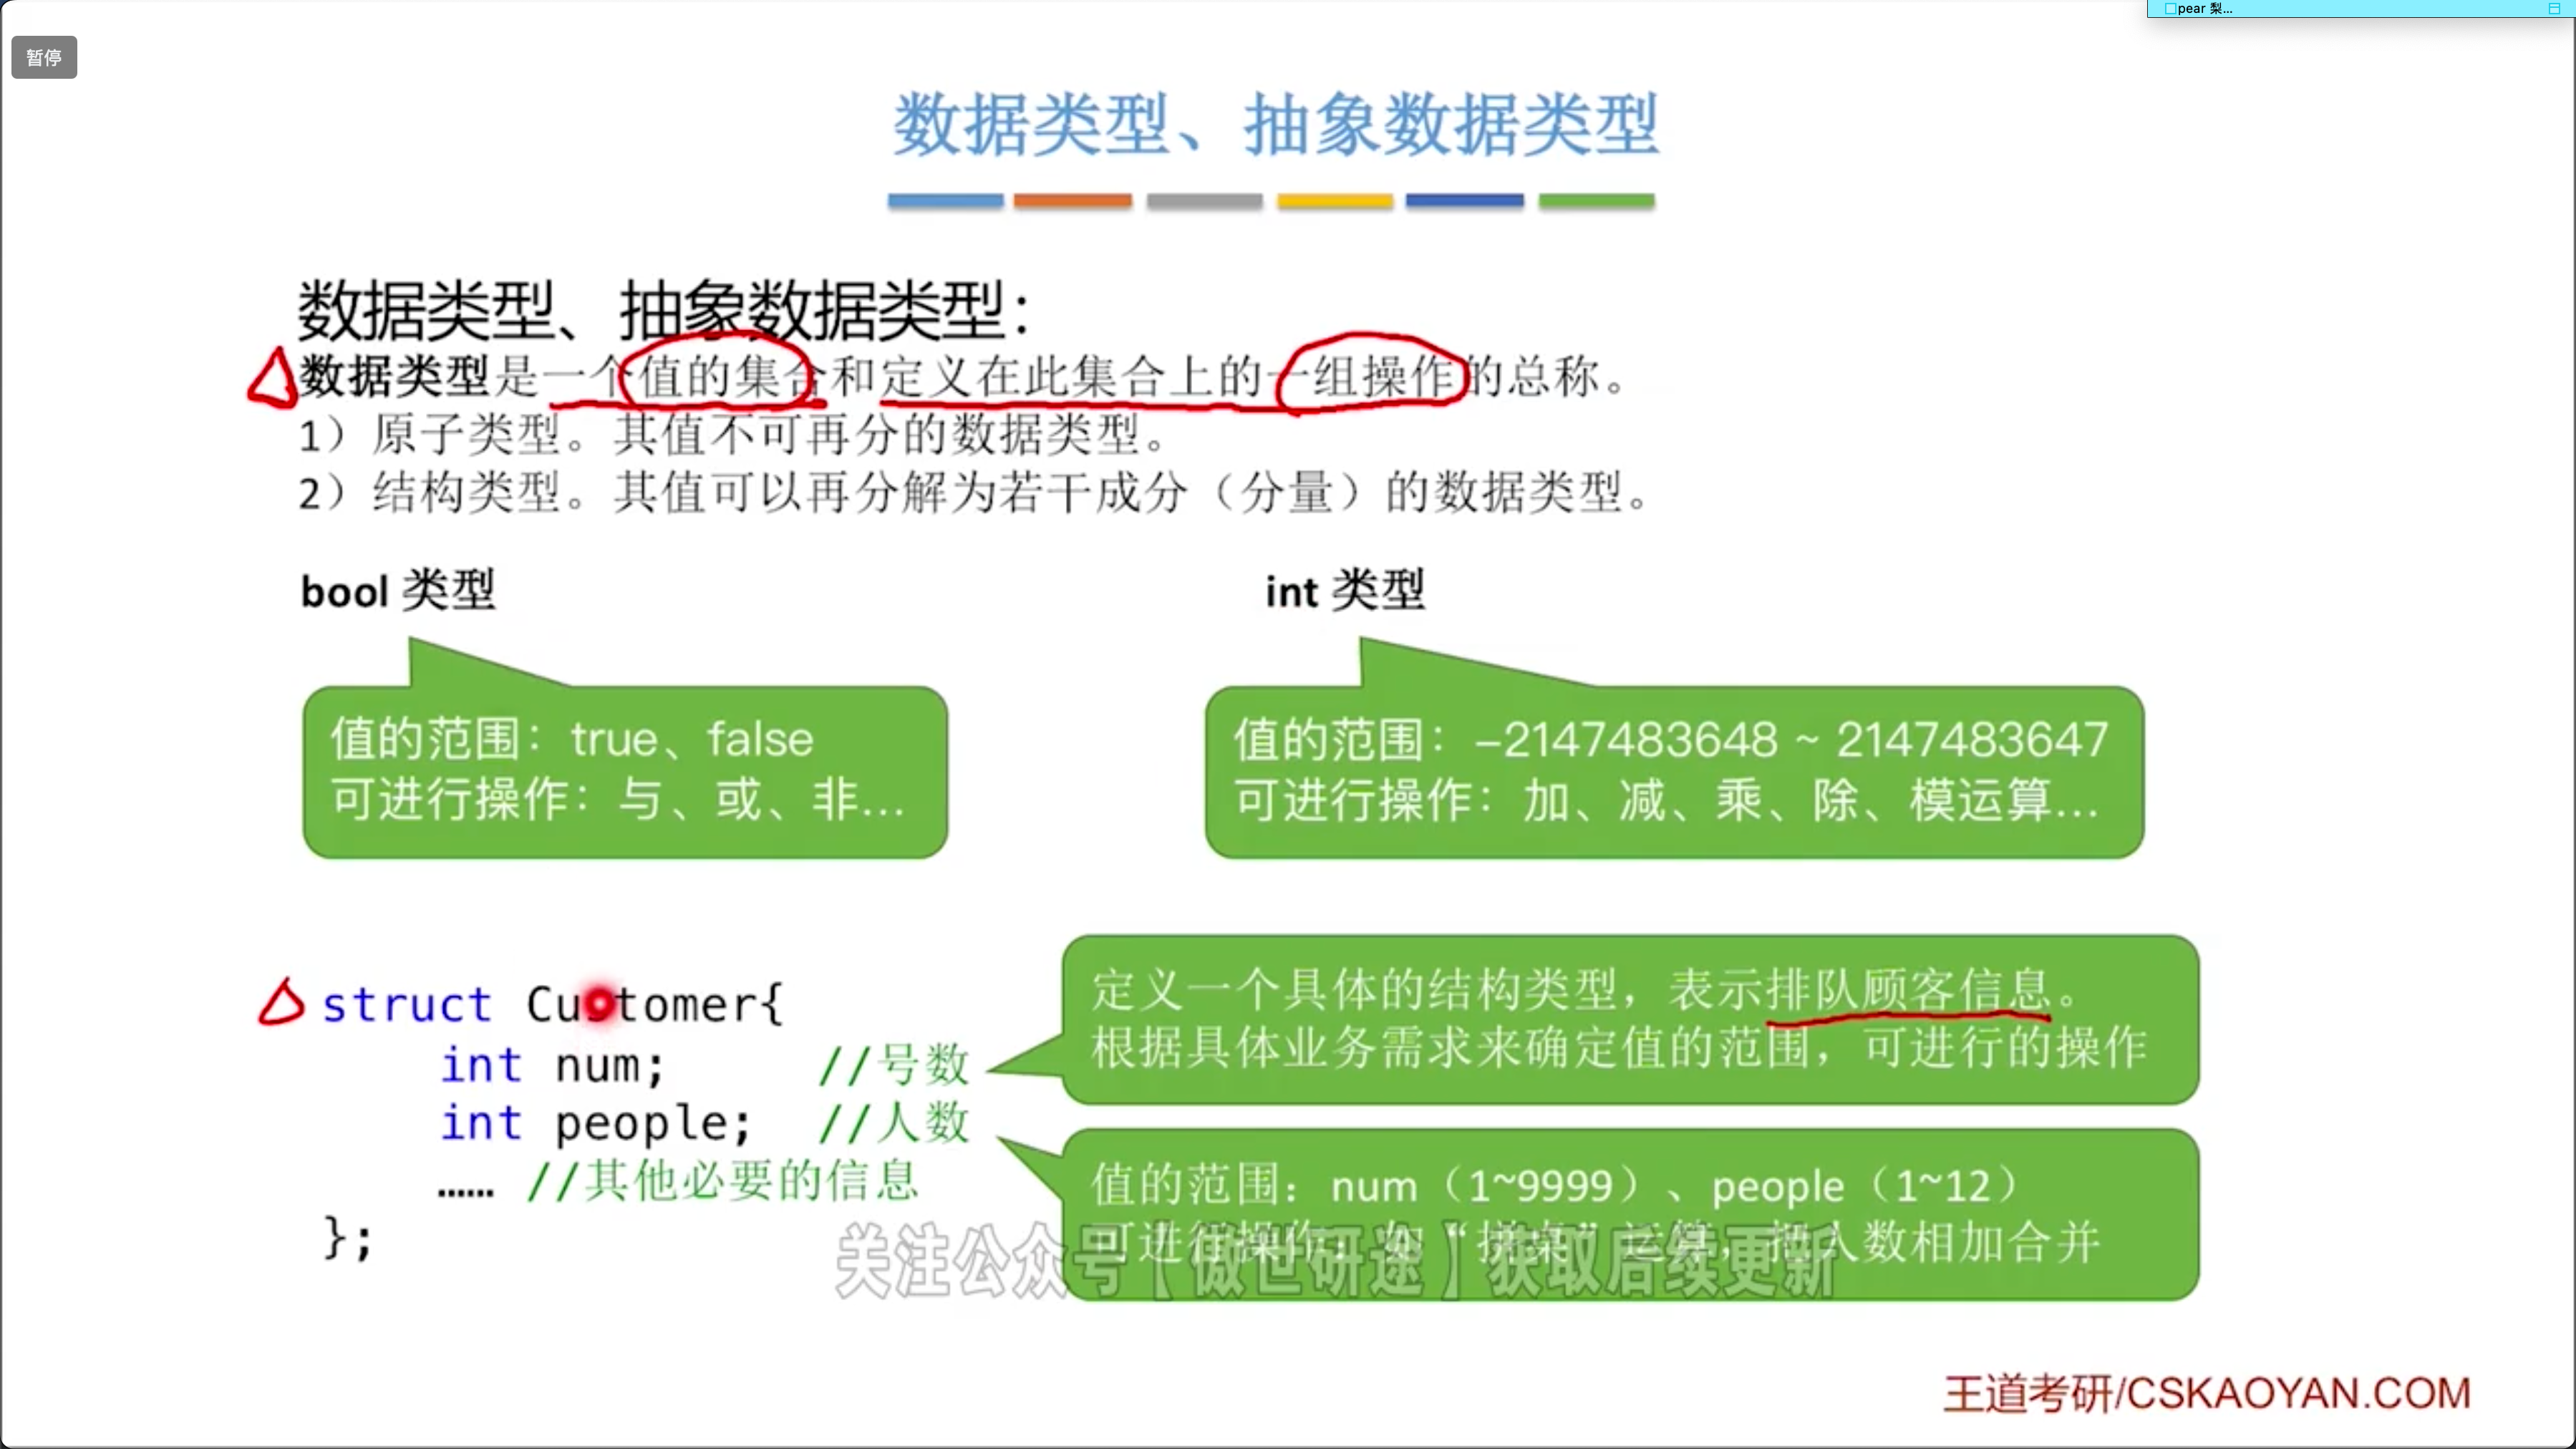 pear 梨...
暂停
数据类型、抽象数据类型
数据类型、抽象数据类型：
数据类型是一个值的集合和定义在此集合上的一组操作的总称。
1）原子类型。其值不可再分的数据类型。
2）结构类型。其值可以再分解为若干成分（分量）的数据类型。
bool 类型
int 类型
值的范围：true、false
可进行操作：与、或、非...
值的范围：-2147483648 ~ 2147483647
可进行操作：加、减、乘、除、模运算...
struct Customer{
int num; //号数
int people; //人数
…… //其他必要的信息
};
定义一个具体的结构类型，表示排队顾客信息。
根据具体业务需求来确定值的范围，可进行的操作
值的范围：num（1~9999）、people（1~12）
可进行操作：如“拼桌”运算，把人数相加合并
关注公众号【傲世研途】获取后续更新
王道考研/CSKAOYAN.COM